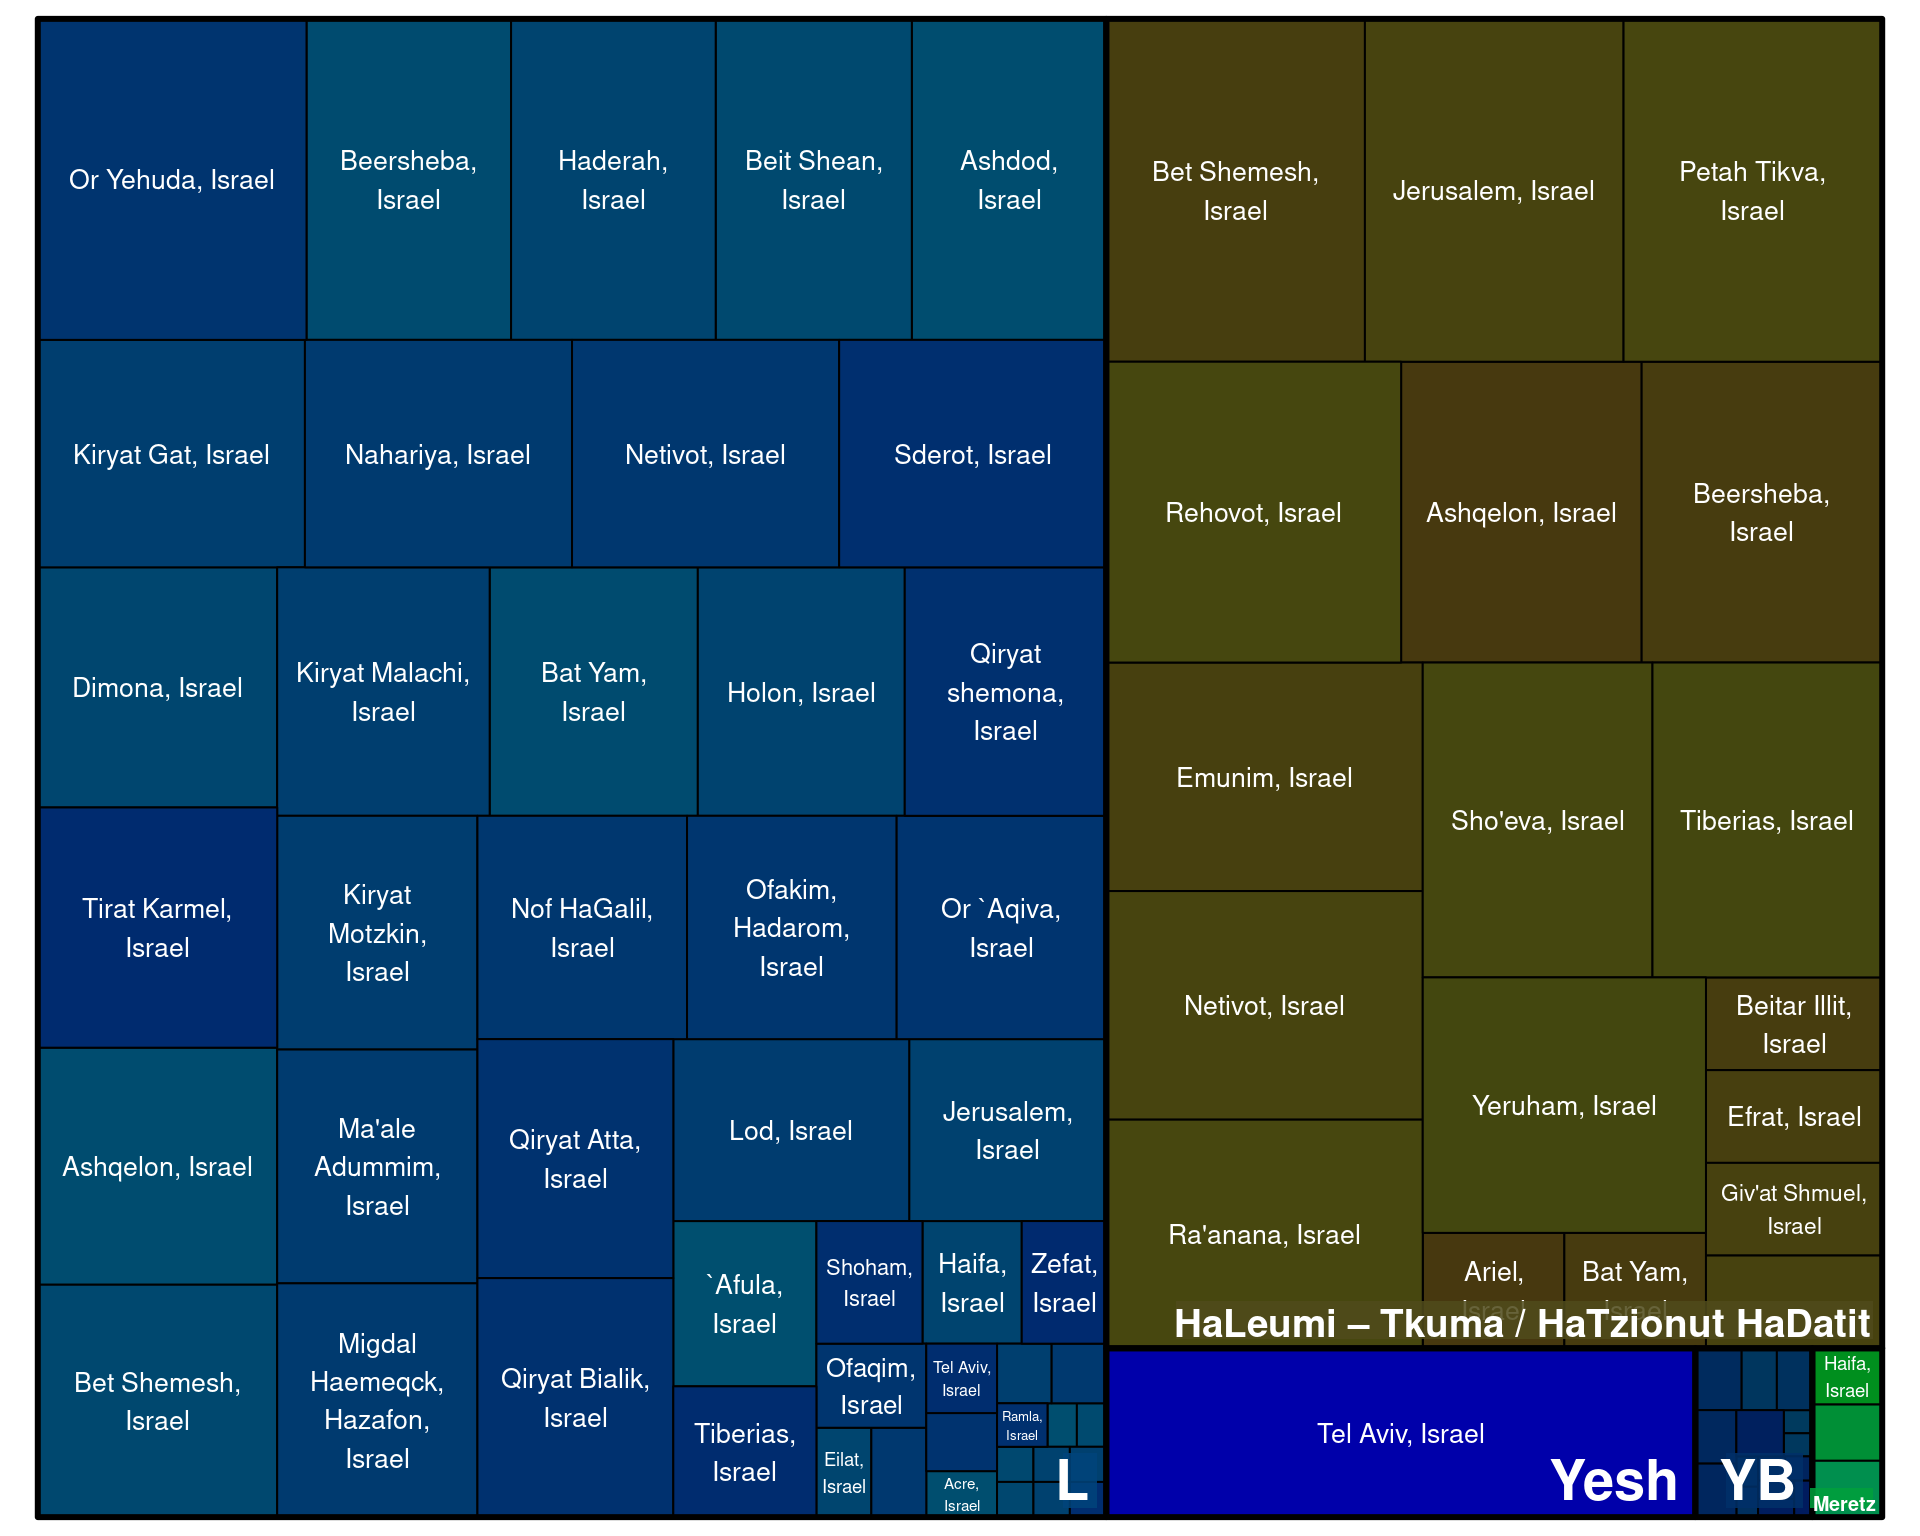 Or Yehuda, Israel
Beersheba,
Israel
Haderah,
Israel
Beit Shean,
Israel
Ashdod,
Israel
Kiryat Gat, Israel
Nahariya, Israel
Netivot, Israel
Sderot, Israel
Dimona, Israel
Kiryat Malachi,
Israel
Bat Yam,
Israel
Holon, Israel
Qiryat
shemona,
Israel
Tirat Karmel,
Israel
Kiryat
Motzkin,
Israel
Nof HaGalil,
Israel
Ofakim,
Hadarom,
Israel
Or `Aqiva,
Israel
Ashqelon, Israel
Ma'ale
Adummim,
Israel
Qiryat Atta,
Israel
Lod, Israel
Jerusalem,
Israel
Bet Shemesh,
Israel
Migdal
Haemeqck,
Hazafon,
Israel
Qiryat Bialik,
Israel
`Afula,
Israel
Tiberias,
Israel
Shoham,
Israel
Haifa,
Israel
Zefat,
Israel
Ofaqim,
Israel
Tel Aviv,
Israel
Ramla,
Israel
Eilat,
Israel
Acre,
Israel
L
Bet Shemesh,
Israel
Jerusalem, Israel
Petah Tikva,
Israel
Rehovot, Israel
Ashqelon, Israel
Beersheba,
Israel
Emunim, Israel
Sho'eva, Israel
Tiberias, Israel
Netivot, Israel
Yeruham, Israel
Beitar Illit,
Israel
Efrat, Israel
Giv'at Shmuel,
Israel
Ra'anana, Israel
Ariel,
Israel
Bat Yam,
Israel
HaLeumi – Tkuma / HaTzionut HaDatit
Tel Aviv, Israel
Yesh
YB
Haifa,
Israel
Meretz